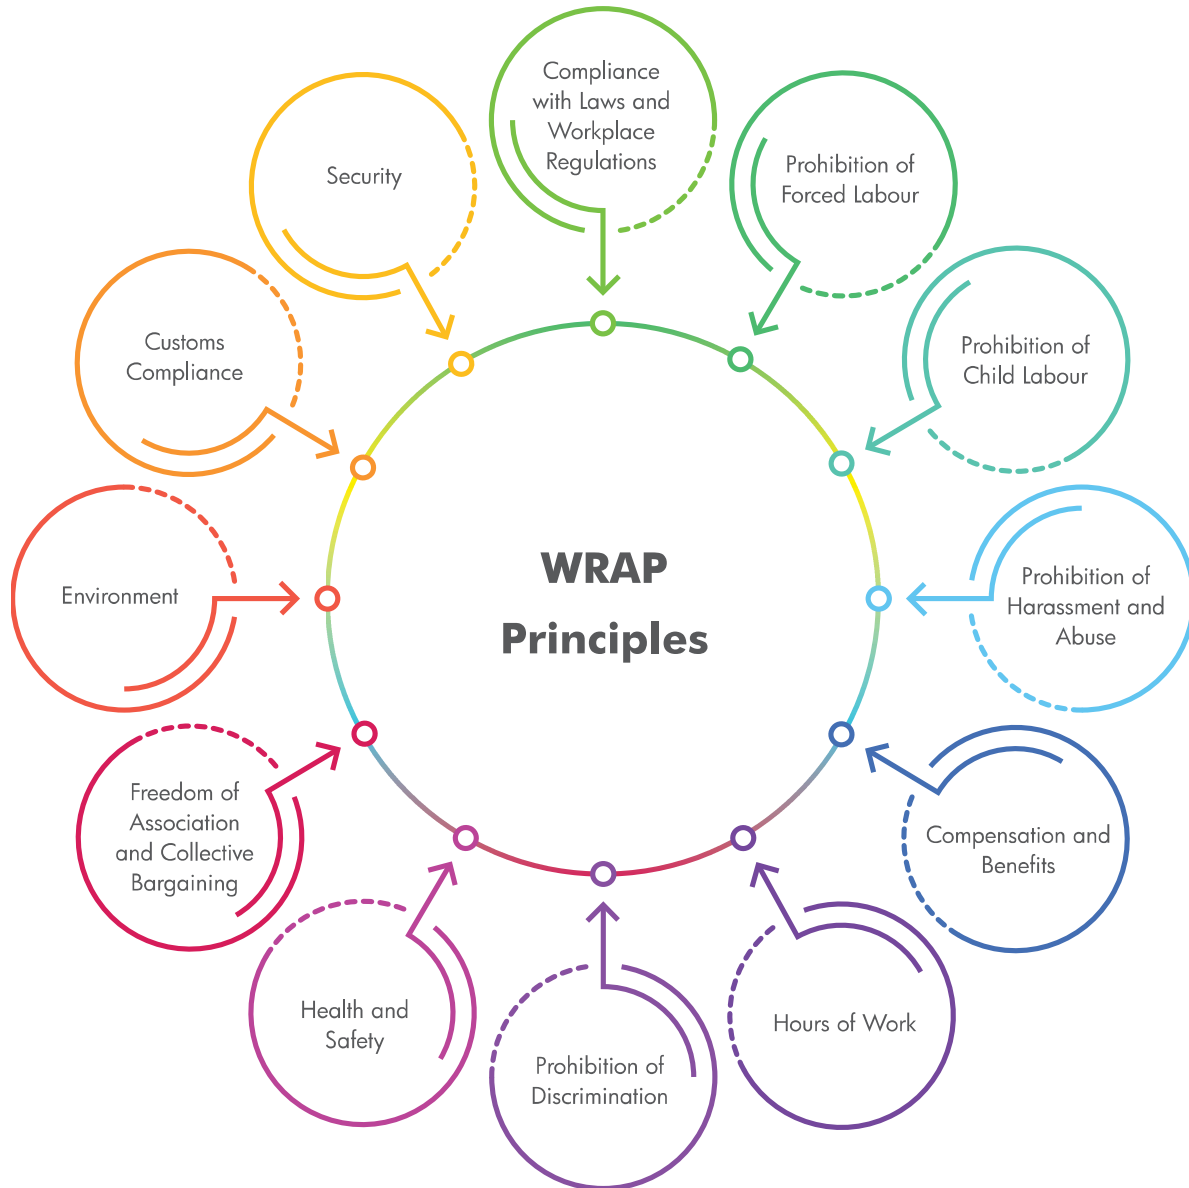 Compliance
with Laws and
Workplace
Regulations
Prohibition of
Forced Labour
Prohibition of
Child Labour
Prohibition of
Harassment and
Abuse
Compensation and
Benefits
Hours of Work
Prohibition of
Discrimination
Health and
Safety
Freedom of
Association
and Collective
Bargaining
Environment
Customs
Compliance
Security
WRAP
Principles